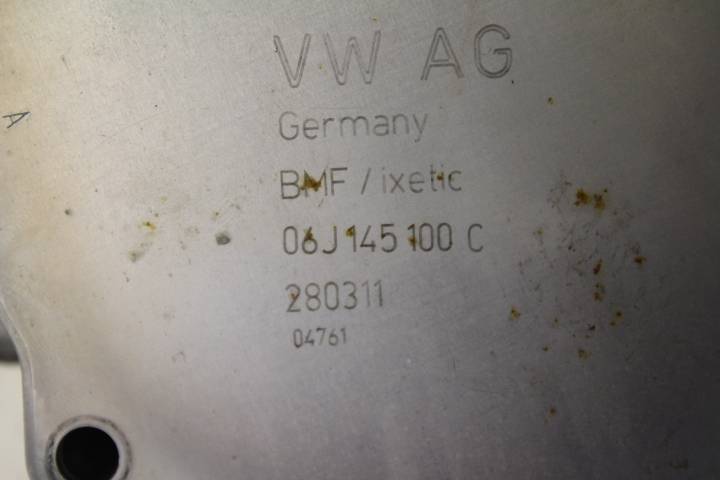 VW AG
A
Germany
BMF / ixetic
06J 145 100 C
280311
04761